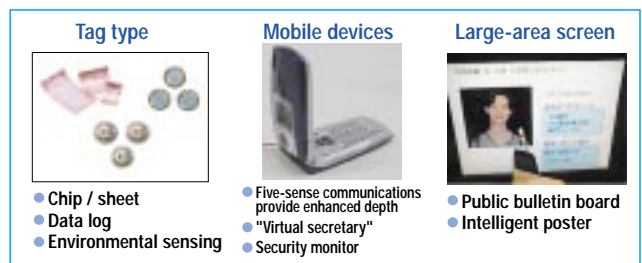 Tag type
Mobile devices
Large-area screen
Chip / sheet
Data log
Environmental sensing
Five-sense communications
provide enhanced depth
"Virtual secretary"
Security monitor
Public bulletin board
Intelligent poster